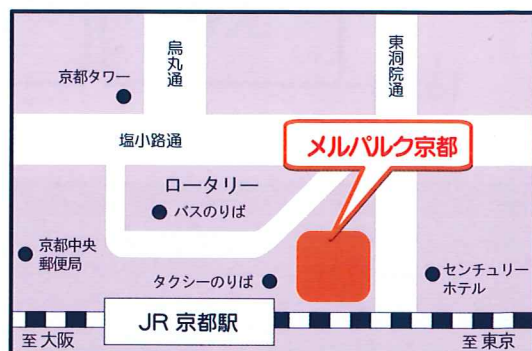 烏丸通
東洞院通
京都タワー
塩小路通
メルパルク京都
ロータリー
バスのりば
京都中央
郵便局
タクシーのりば
センチュリー
ホテル
JR 京都駅
至大阪
至東京